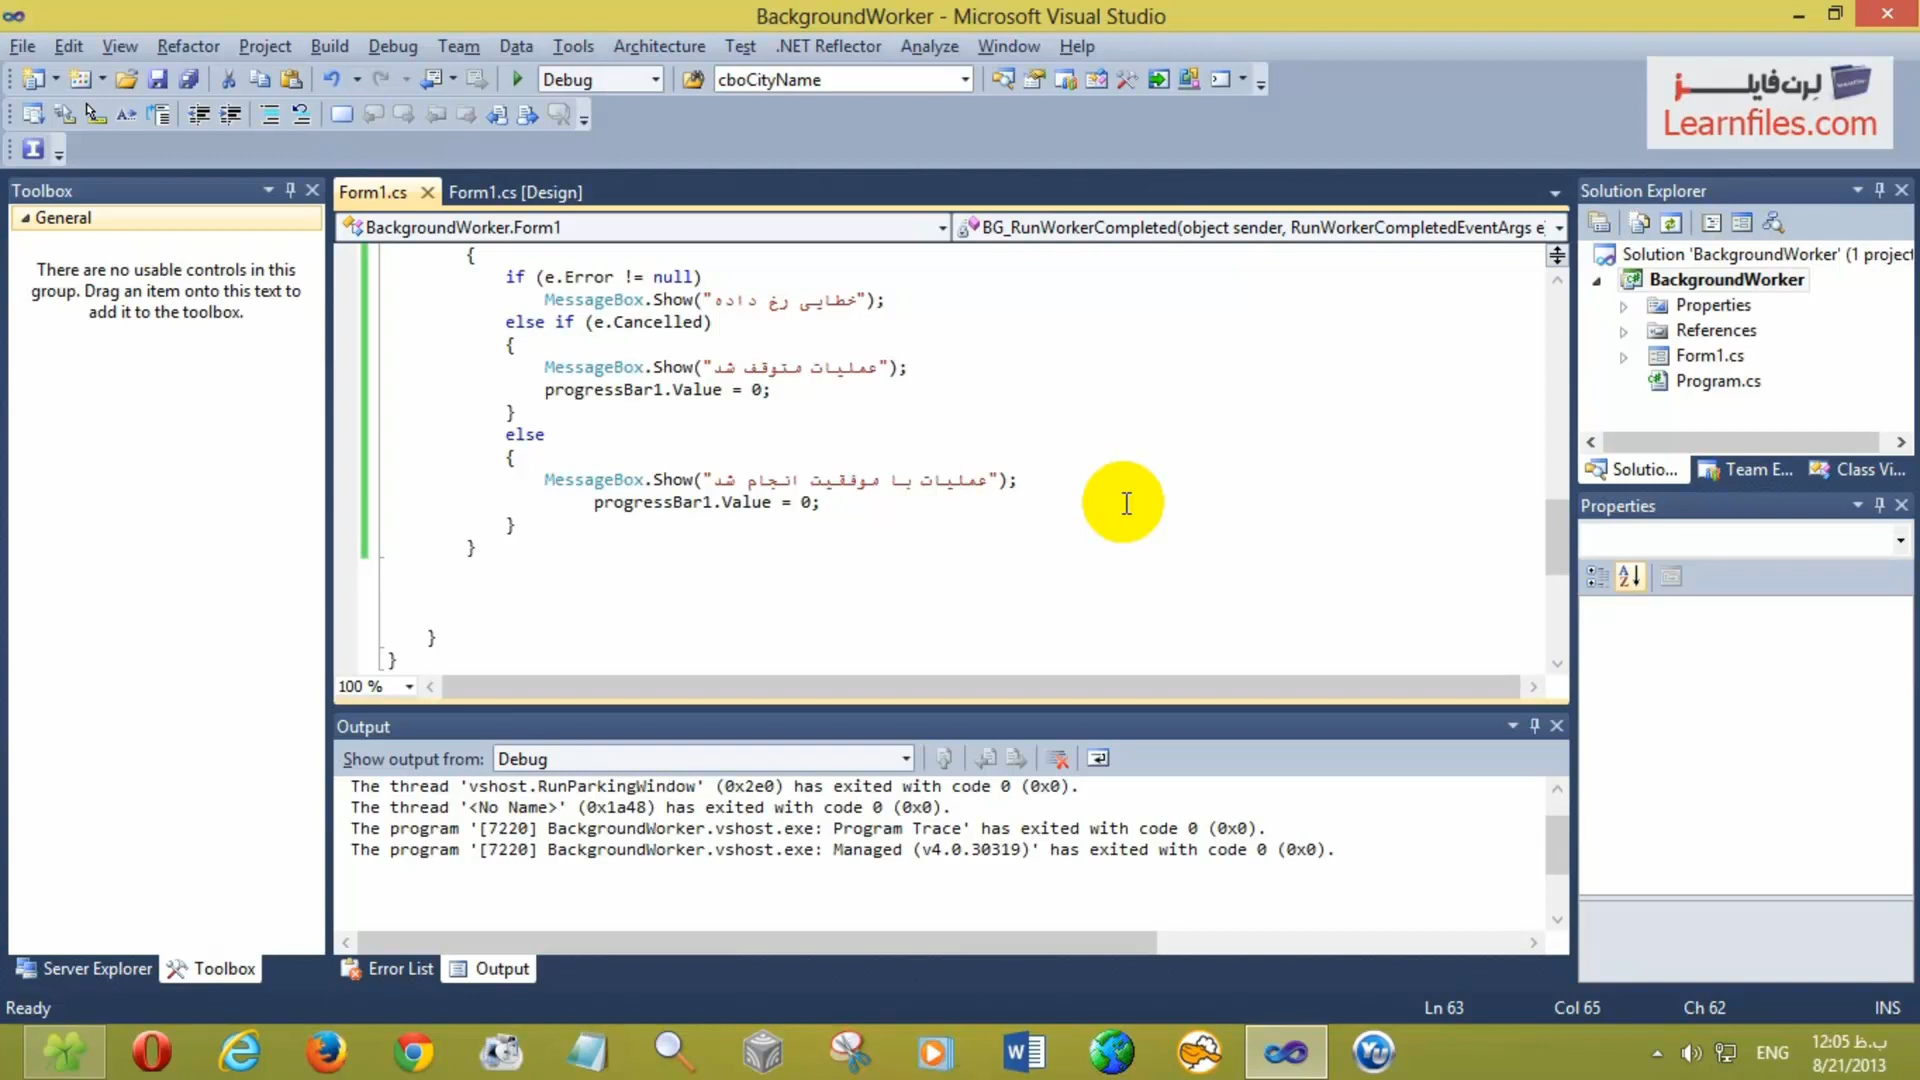 BackgroundWorker - Microsoft Visual Studio
File Edit View Refactor Project Build Debug Team Data Tools Architecture Test .NET Reflector Analyze Window Help
Debug cboCityName
لرن فایلز
Learnfiles.com
Toolbox
General
There are no usable controls in this
group. Drag an item onto this text to
add it to the toolbox.
Form1.cs Form1.cs [Design]
BackgroundWorker.Form1 BG_RunWorkerCompleted(object sender, RunWorkerCompletedEventArgs e
{
if (e.Error != null)
MessageBox.Show("خطایی رخ داده");
else if (e.Cancelled)
{
MessageBox.Show("عملیات متوقف شد");
progressBar1.Value = 0;
}
else
{
MessageBox.Show("عملیات با موفقیت انجام شد");
progressBar1.Value = 0;
}
}
}
}
100 %
Output
Show output from: Debug
The thread 'vshost.RunParkingWindow' (0x2e0) has exited with code 0 (0x0).
The thread '<No Name>' (0x1a48) has exited with code 0 (0x0).
The program '[7220] BackgroundWorker.vshost.exe: Program Trace' has exited with code 0 (0x0).
The program '[7220] BackgroundWorker.vshost.exe: Managed (v4.0.30319)' has exited with code 0 (0x0).
Solution Explorer
Solution 'BackgroundWorker' (1 project
BackgroundWorker
Properties
References
Form1.cs
Program.cs
Solutio... Team E... Class Vi...
Properties
Server Explorer Toolbox Error List Output
Ready Ln 63 Col 65 Ch 62 INS
ENG 12:05 ب.ظ
8/21/2013